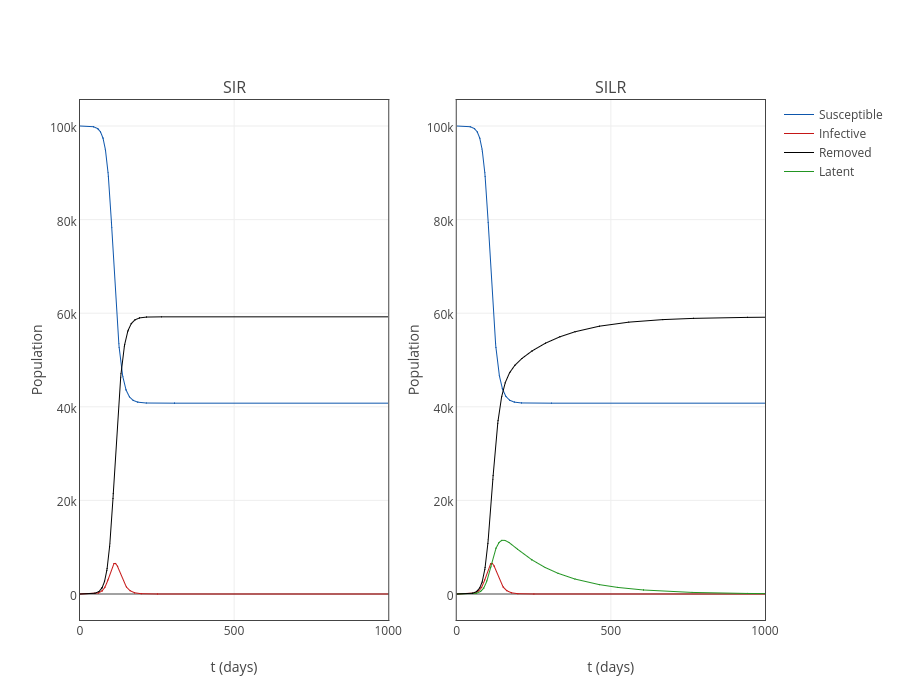 SIR
SILR
100k
80k
60k
40k
20k
0
Population
0
500
1000
t (days)
100k
80k
60k
40k
20k
0
Population
0
500
1000
t (days)
Susceptible
Infective
Removed
Latent